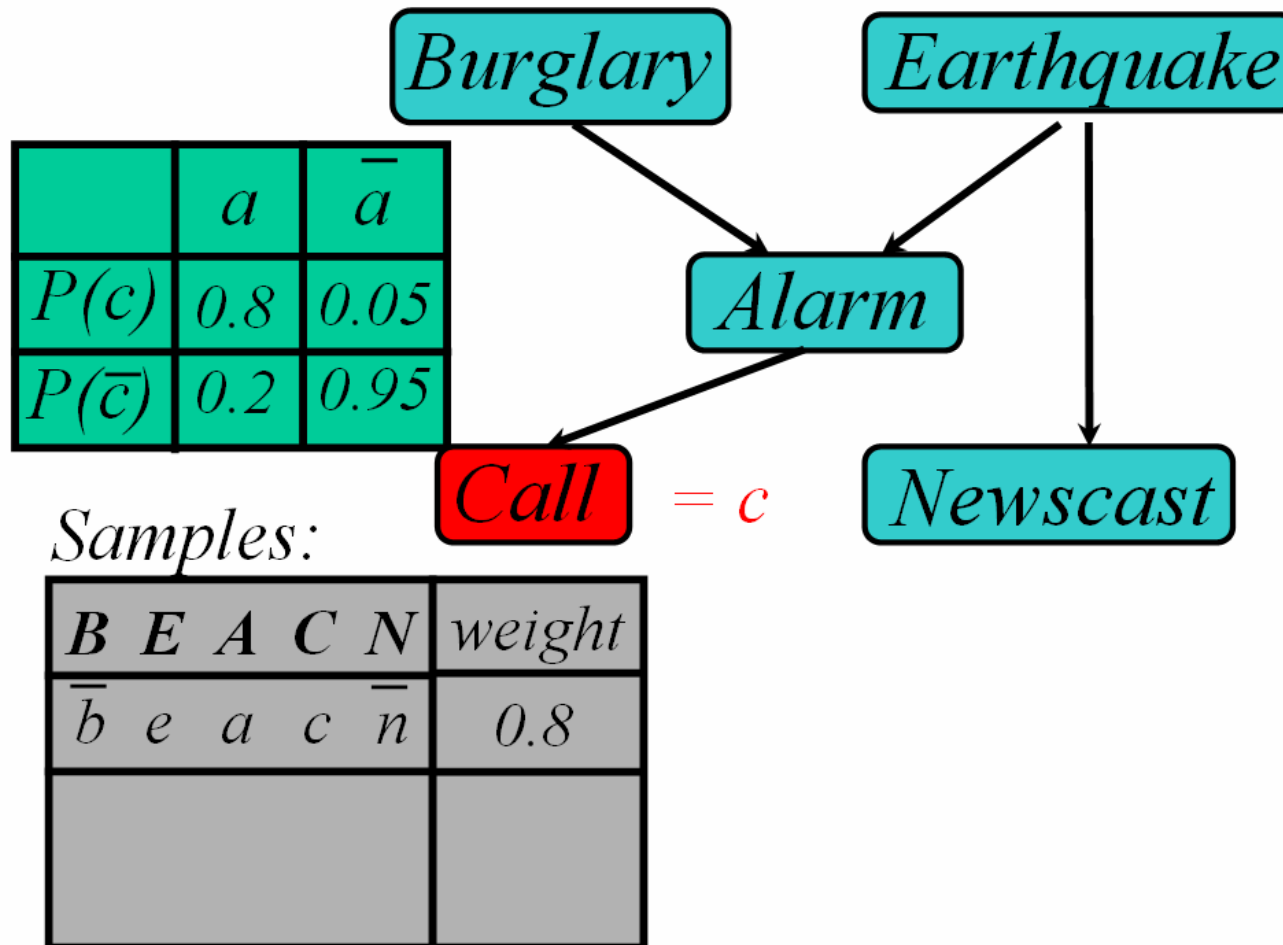 Burglary Earthquake
a a̅
P(c) 0.8 0.05
P(c̅) 0.2 0.95
Alarm
Call = c Newscast
Samples:
B E A C N weight
b̅ e a c n̅ 0.8